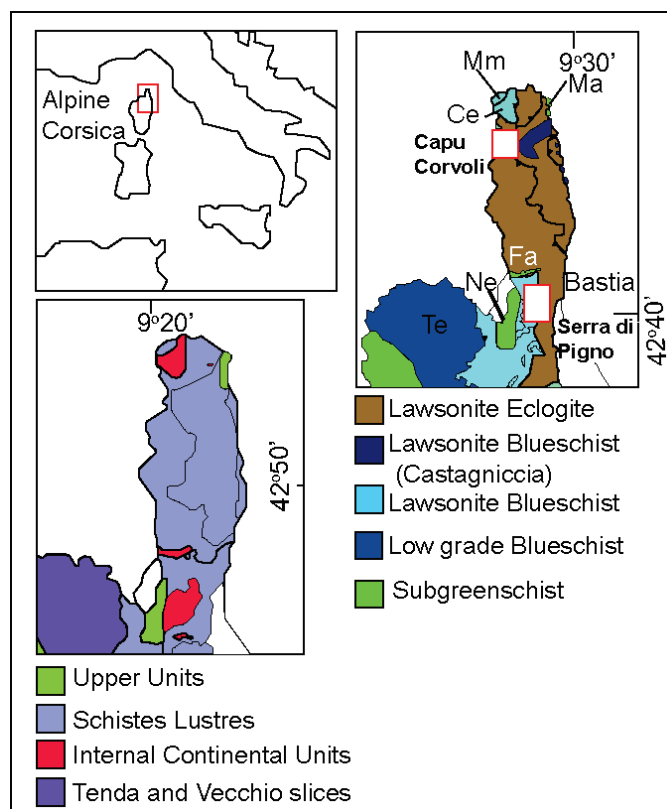 Alpine
Corsica
9°20'
42°50'
Upper Units
Schistes Lustres
Internal Continental Units
Tenda and Vecchio slices
9°30'
Mm
Ma
Ce
Capu
Corvoli
Fa
Ne
Bastia
Te
Serra di
Pigno
42°40'
Lawsonite Eclogite
Lawsonite Blueschist
(Castagniccia)
Lawsonite Blueschist
Low grade Blueschist
Subgreenschist